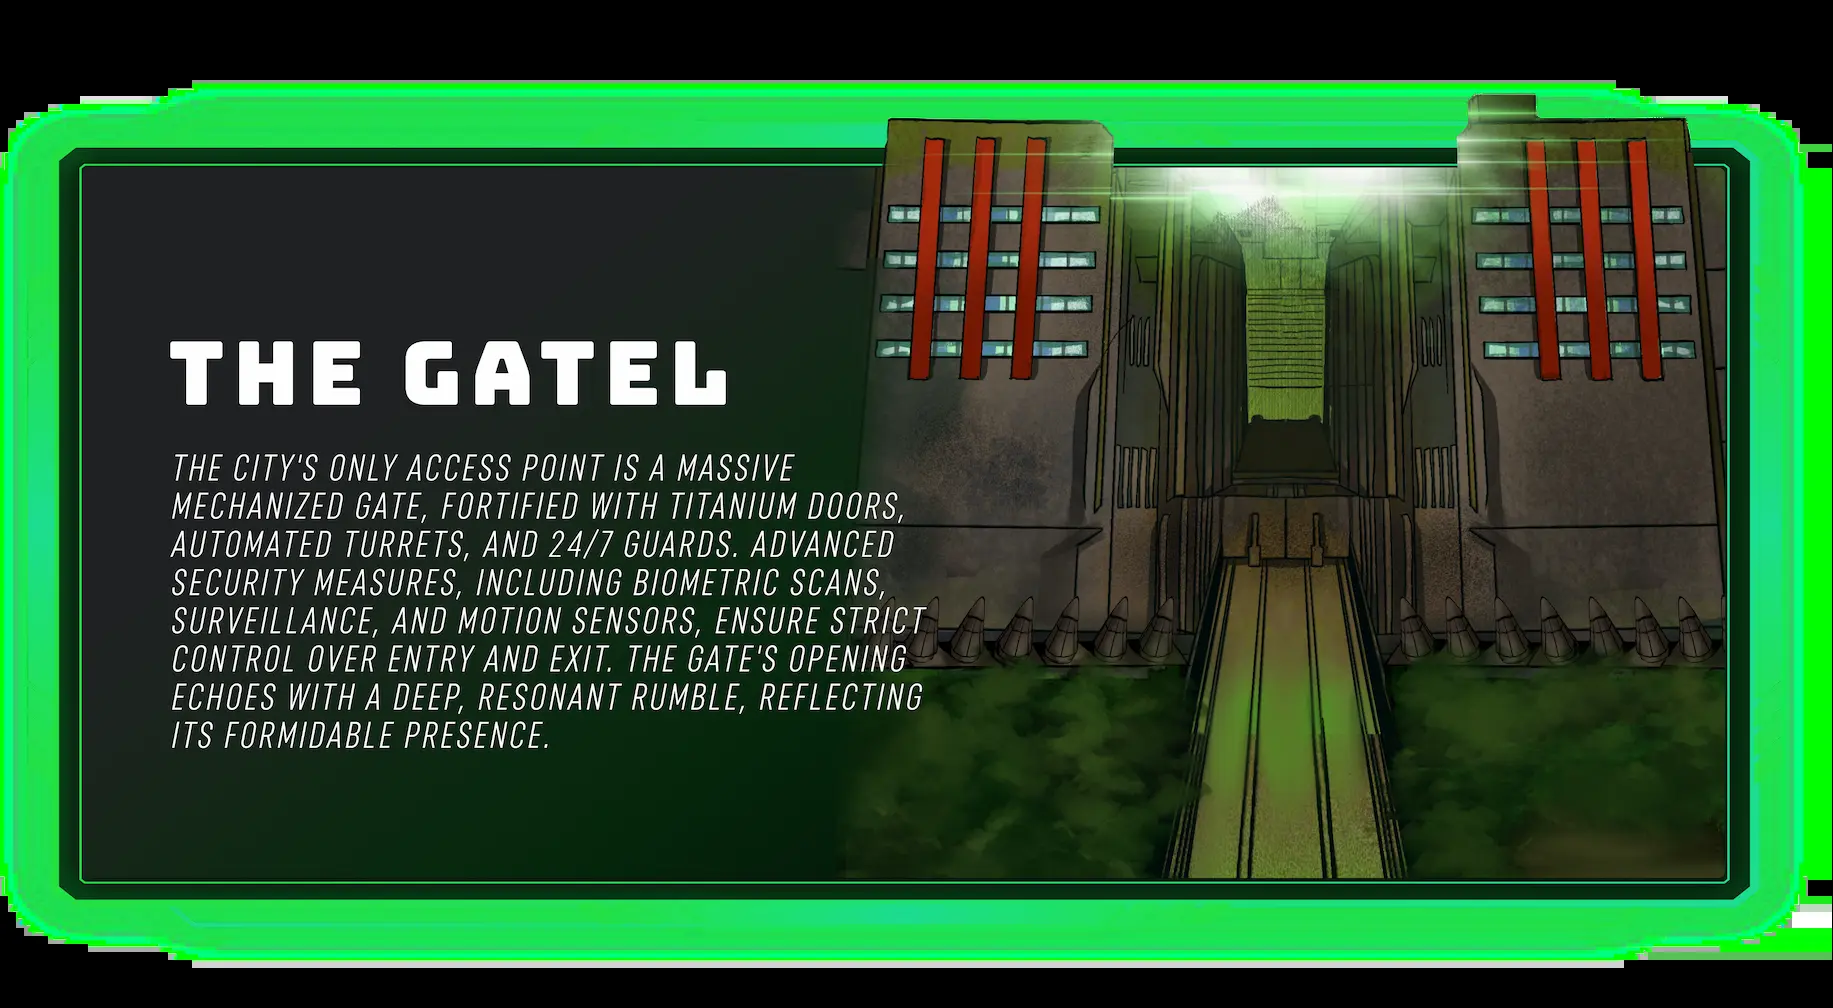 THE GATEL
THE CITY'S ONLY ACCESS POINT IS A MASSIVE
MECHANIZED GATE, FORTIFIED WITH TITANIUM DOORS,
AUTOMATED TURRETS, AND 24/7 GUARDS. ADVANCED
SECURITY MEASURES, INCLUDING BIOMETRIC SCANS,
SURVEILLANCE, AND MOTION SENSORS, ENSURE STRICT
CONTROL OVER ENTRY AND EXIT. THE GATE'S OPENING
ECHOES WITH A DEEP, RESONANT RUMBLE, REFLECTING
ITS FORMIDABLE PRESENCE.